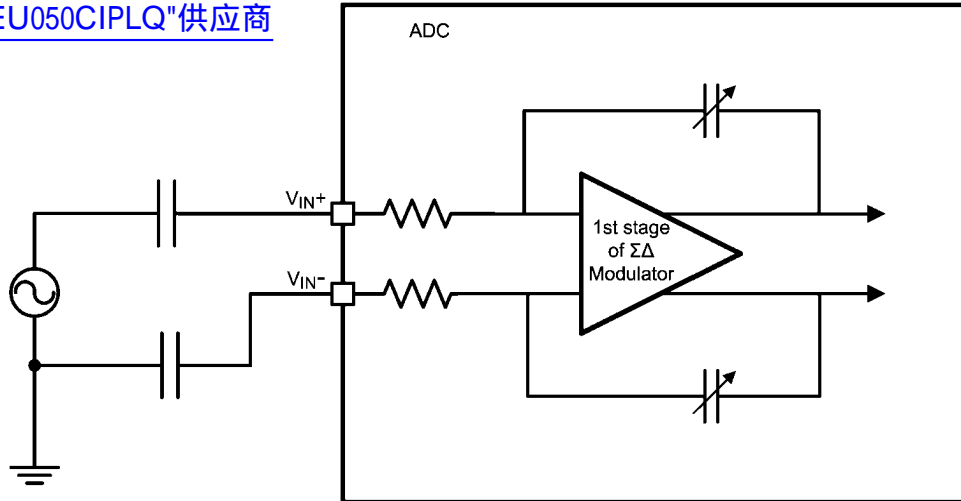 EU050CIPLQ"供应商
ADC
VIN+
VIN-
1st stage
of ΣΔ
Modulator